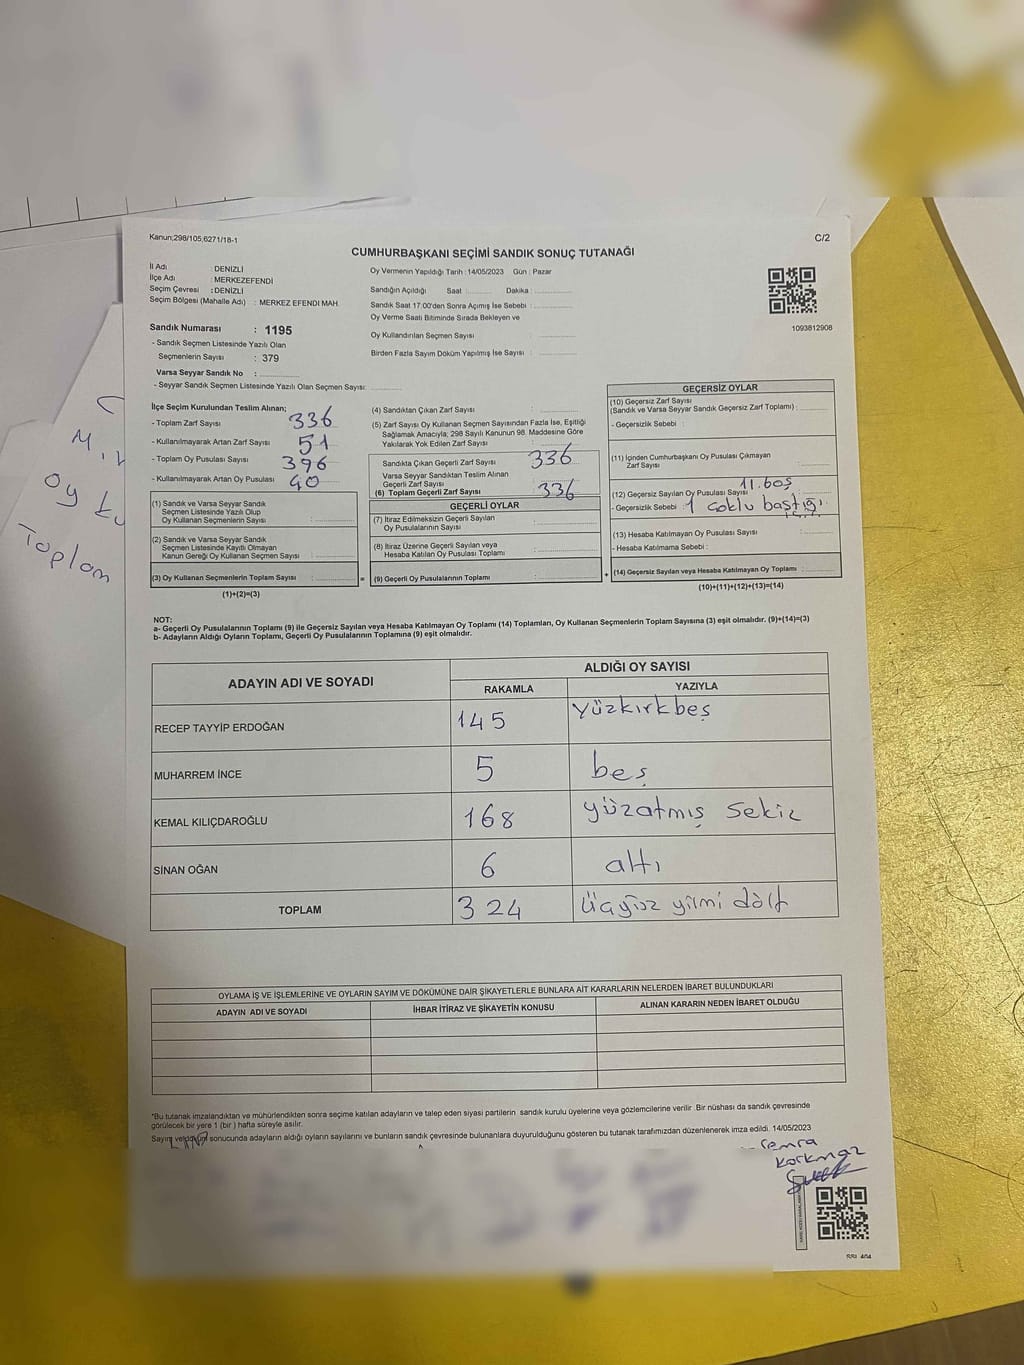 Kanun;298/105,6271/18-1
C/2
CUMHURBAŞKANI SEÇİMİ SANDIK SONUÇ TUTANAĞI
İl Adı : DENİZLİ
İlçe Adı : MERKEZEFENDİ
Seçim Çevresi : DENİZLİ
Seçim Bölgesi (Mahalle Adı) : MERKEZ EFENDİ MAH.
Sandık Numarası : 1195
- Sandık Seçmen Listesinde Yazılı Olan
Seçmenlerin Sayısı : 379
Varsa Seyyar Sandık No :
- Seyyar Sandık Seçmen Listesinde Yazılı Olan Seçmen Sayısı:
Oy Vermenin Yapıldığı Tarih : 14/05/2023 Gün : Pazar
Sandığın Açıldığı Saat : Dakika :
Sandık Saat 17:00'den Sonra Açımış İse Sebebi :
Oy Verme Saati Bitiminde Sırada Bekleyen ve
Oy Kullandırılan Seçmen Sayısı :
Birden Fazla Sayım Döküm Yapılmış İse Sayısı :
1093812908
İlçe Seçim Kurulundan Teslim Alınan;
- Toplam Zarf Sayısı : 336
- Kullanılmayarak Artan Zarf Sayısı : 51
- Toplam Oy Pusulası Sayısı : 396
- Kullanılmayarak Artan Oy Pusulası : 90
(1) Sandık ve Varsa Seyyar Sandık
Seçmen Listesinde Yazılı Olup
Oy Kullanan Seçmenlerin Sayısı :
(2) Sandık ve Varsa Seyyar Sandık
Seçmen Listesinde Kayıtlı Olmayan
Kanun Gereği Oy Kullanan Seçmen Sayısı :
(3) Oy Kullanan Seçmenlerin Toplam Sayısı : =
(1)+(2)=(3)
(4) Sandıktan Çıkan Zarf Sayısı :
(5) Zarf Sayısı Oy Kullanan Seçmen Sayısından Fazla İse, Eşitliği
Sağlamak Amacıyla, 298 Sayılı Kanunun 98. Maddesine Göre
Yakılarak Yok Edilen Zarf Sayısı :
Sandıkta Çıkan Geçerli Zarf Sayısı : 336
Varsa Seyyar Sandıktan Teslim Alınan
Geçerli Zarf Sayısı
(6) Toplam Geçerli Zarf Sayısı : 336
GEÇERLİ OYLAR
(7) İtiraz Edilmeksizin Geçerli Sayılan
Oy Pusulalarının Sayısı :
(8) İtiraz Üzerine Geçerli Sayılan veya
Hesaba Katılan Oy Pusulası Toplamı :
(9) Geçerli Oy Pusulalarının Toplamı : +
GEÇERSİZ OYLAR
(10) Geçersiz Zarf Sayısı
(Sandık ve Varsa Seyyar Sandık Geçersiz Zarf Toplamı) :
- Geçersizlik Sebebi :
(11) İçinden Cumhurbaşkanı Oy Pusulası Çıkmayan
Zarf Sayısı :
11.boş
(12) Geçersiz Sayılan Oy Pusulası Sayısı
- Geçersizlik Sebebi : 1 çoklu bastığı.
(13) Hesaba Katılmayan Oy Pusulası Sayısı :
- Hesaba Katılmama Sebebi :
(14) Geçersiz Sayılan veya Hesaba Katılmayan Oy Toplamı :
(10)+(11)+(12)+(13)=(14)
NOT:
a- Geçerli Oy Pusulalarının Toplamı (9) ile Geçersiz Sayılan veya Hesaba Katılmayan Oy Toplamı (14) Toplamları, Oy Kullanan Seçmenlerin Toplam Sayısına (3) eşit olmalıdır. (9)+(14)=(3)
b- Adayların Aldığı Oyların Toplamı, Geçerli Oy Pusulalarının Toplamına (9) eşit olmalıdır.
ADAYIN ADI VE SOYADI
ALDIĞI OY SAYISI
RAKAMLA YAZIYLA
RECEP TAYYİP ERDOĞAN 145 yüzkırkbeş
MUHARREM İNCE 5 beş
KEMAL KILIÇDAROĞLU 168 yüzatmış sekiz
SİNAN OĞAN 6 altı
TOPLAM 324 üçyüz yirmi dört
OYLAMA İŞ VE İŞLEMLERİNE VE OYLARIN SAYIM VE DÖKÜMÜNE DAİR ŞİKAYETLERLE BUNLARA AİT KARARLARIN NELERDEN İBARET BULUNDUKLARI
ADAYIN ADI VE SOYADI İHBAR İTİRAZ VE ŞİKAYETİN KONUSU ALINAN KARARIN NEDEN İBARET OLDUĞU
"Bu tutanak imzalandıktan ve mühürlendikten sonra seçime katılan adayların ve talep eden siyasi partilerin sandık kurulu üyelerine veya gözlemcilerine verilir. Bir nüshası da sandık çevresinde
görülecek bir yere 1 (bir) hafta süreyle asılır.
Sayım ve döküm sonucunda adayların aldığı oyların sayılarını ve bunların sandık çevresinde bulunanlara duyurulduğunu gösteren bu tutanak tarafımızdan düzenlenerek imza edildi. 14/05/2023
Semra
Korkmaz
oy ku
Toplam